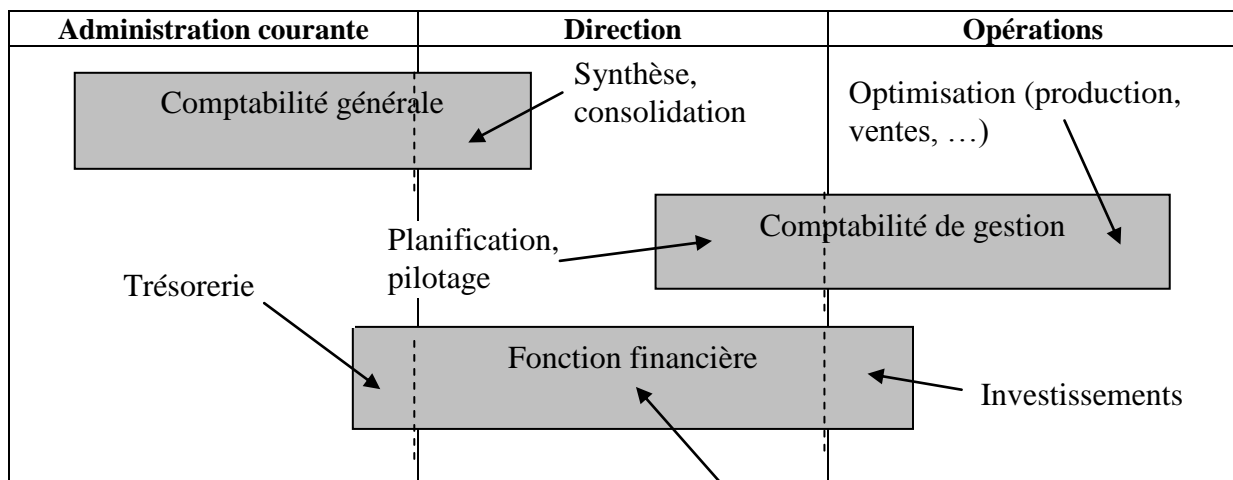 Administration courante
Direction
Opérations
Synthèse,
consolidation
Comptabilité générale
Optimisation (production,
ventes, …)
Comptabilité de gestion
Planification,
pilotage
Trésorerie
Fonction financière
Investissements